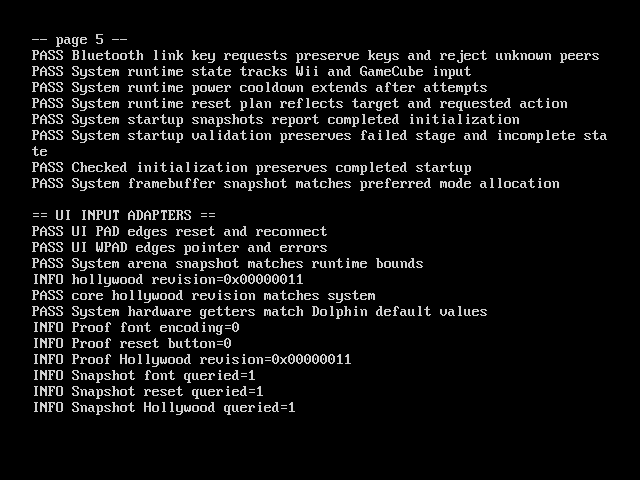 -- page 5 --
PASS Bluetooth link key requests preserve keys and reject unknown peers
PASS System runtime state tracks Wii and GameCube input
PASS System runtime power cooldown extends after attempts
PASS System runtime reset plan reflects target and requested action
PASS System startup snapshots report completed initialization
PASS System startup validation preserves failed stage and incomplete sta
te
PASS Checked initialization preserves completed startup
PASS System framebuffer snapshot matches preferred mode allocation

== UI INPUT ADAPTERS ==
PASS UI PAD edges reset and reconnect
PASS UI WPAD edges pointer and errors
PASS System arena snapshot matches runtime bounds
INFO hollywood revision=0x00000011
PASS core hollywood revision matches system
PASS System hardware getters match Dolphin default values
INFO Proof font encoding=0
INFO Proof reset button=0
INFO Proof Hollywood revision=0x00000011
INFO Snapshot font queried=1
INFO Snapshot reset queried=1
INFO Snapshot Hollywood queried=1